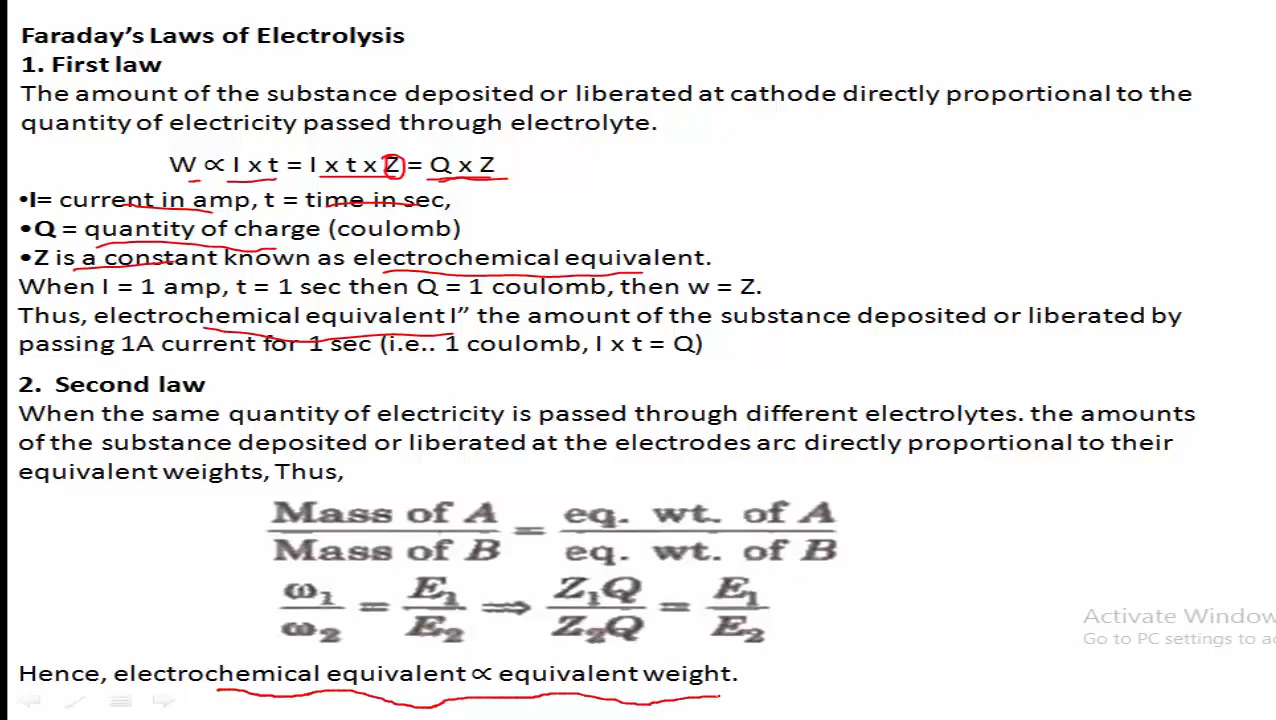 Faraday's Laws of Electrolysis
1. First law
The amount of the substance deposited or liberated at cathode directly proportional to the
quantity of electricity passed through electrolyte.
W ∝ I x t = I x t x Z = Q x Z
•I= current in amp, t = time in sec,
•Q = quantity of charge (coulomb)
•Z is a constant known as electrochemical equivalent.
When I = 1 amp, t = 1 sec then Q = 1 coulomb, then w = Z.
Thus, electrochemical equivalent I” the amount of the substance deposited or liberated by
passing 1A current for 1 sec (i.e.. 1 coulomb, I x t = Q)
2. Second law
When the same quantity of electricity is passed through different electrolytes. the amounts
of the substance deposited or liberated at the electrodes arc directly proportional to their
equivalent weights, Thus,
Mass of A / Mass of B = eq. wt. of A / eq. wt. of B
ω1 / ω2 = E1 / E2 ⟹ Z1Q / Z2Q = E1 / E2
Activate Window
Go to PC settings to ac
Hence, electrochemical equivalent ∝ equivalent weight.